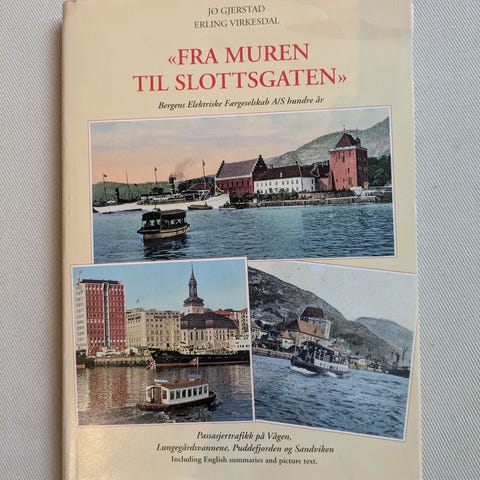 JO GJERSTAD
ERLING VIRKESDAL
«FRA MUREN
TIL SLOTTSGATEN»
Bergens Elektriske Færgeselskab A/S hundre år
Passasjertrafikk på Vågen,
Lungegårdsvannene, Puddefjorden og Sandviken
Including English summaries and picture text.